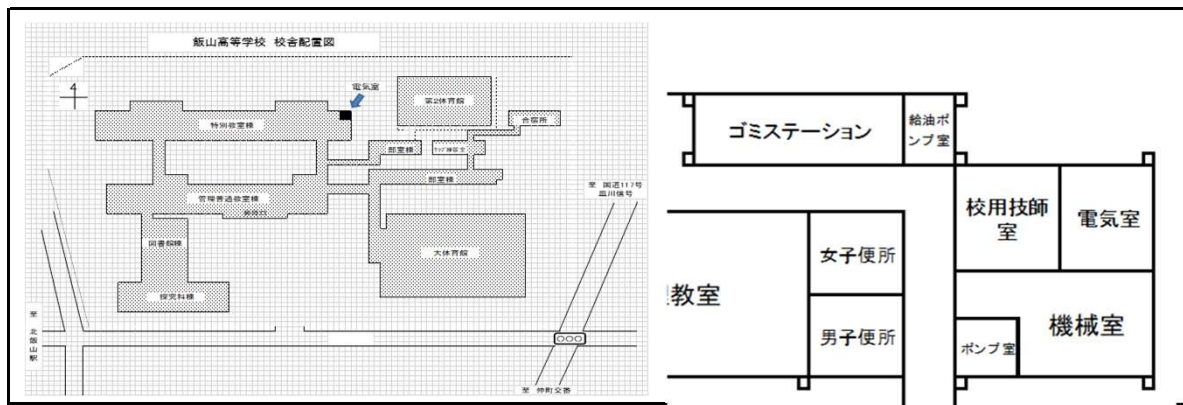 飯山高等学校 校舎配置図
4
電気室
第2体育館
合宿所
特別教室棟
部室棟
部室棟
至 国道117号
皿川信号
管理普通教室棟
図書館棟
大体育館
探究科棟
至 北飯山駅
至 仲町交番
ゴミステーション
給油ポ
ンプ室
校用技師
室
電気室
女子便所
理教室
男子便所
ポンプ室
機械室